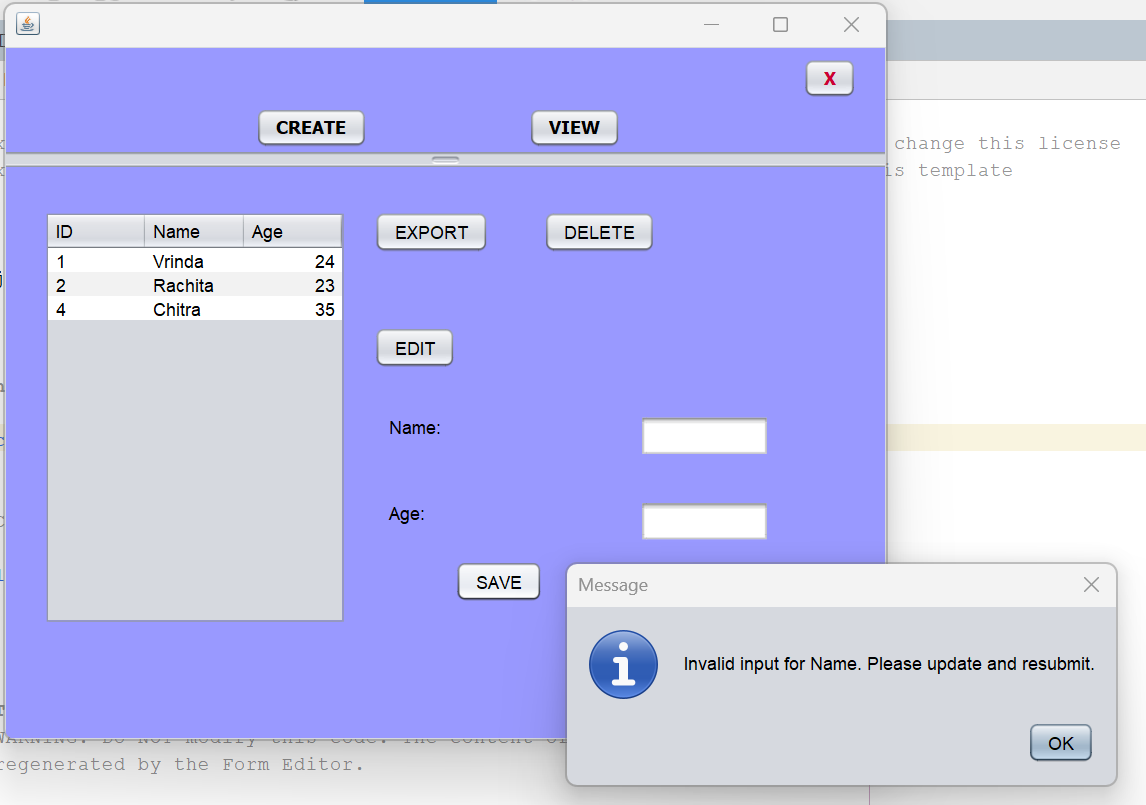 X
CREATE VIEW
change this license
is template
ID Name Age
1 Vrinda 24
2 Rachita 23
4 Chitra 35
EXPORT DELETE
EDIT
Name:
Age:
SAVE
Message
Invalid input for Name. Please update and resubmit.
OK
WARNING: Do NOT modify this code. The content of
regenerated by the Form Editor.